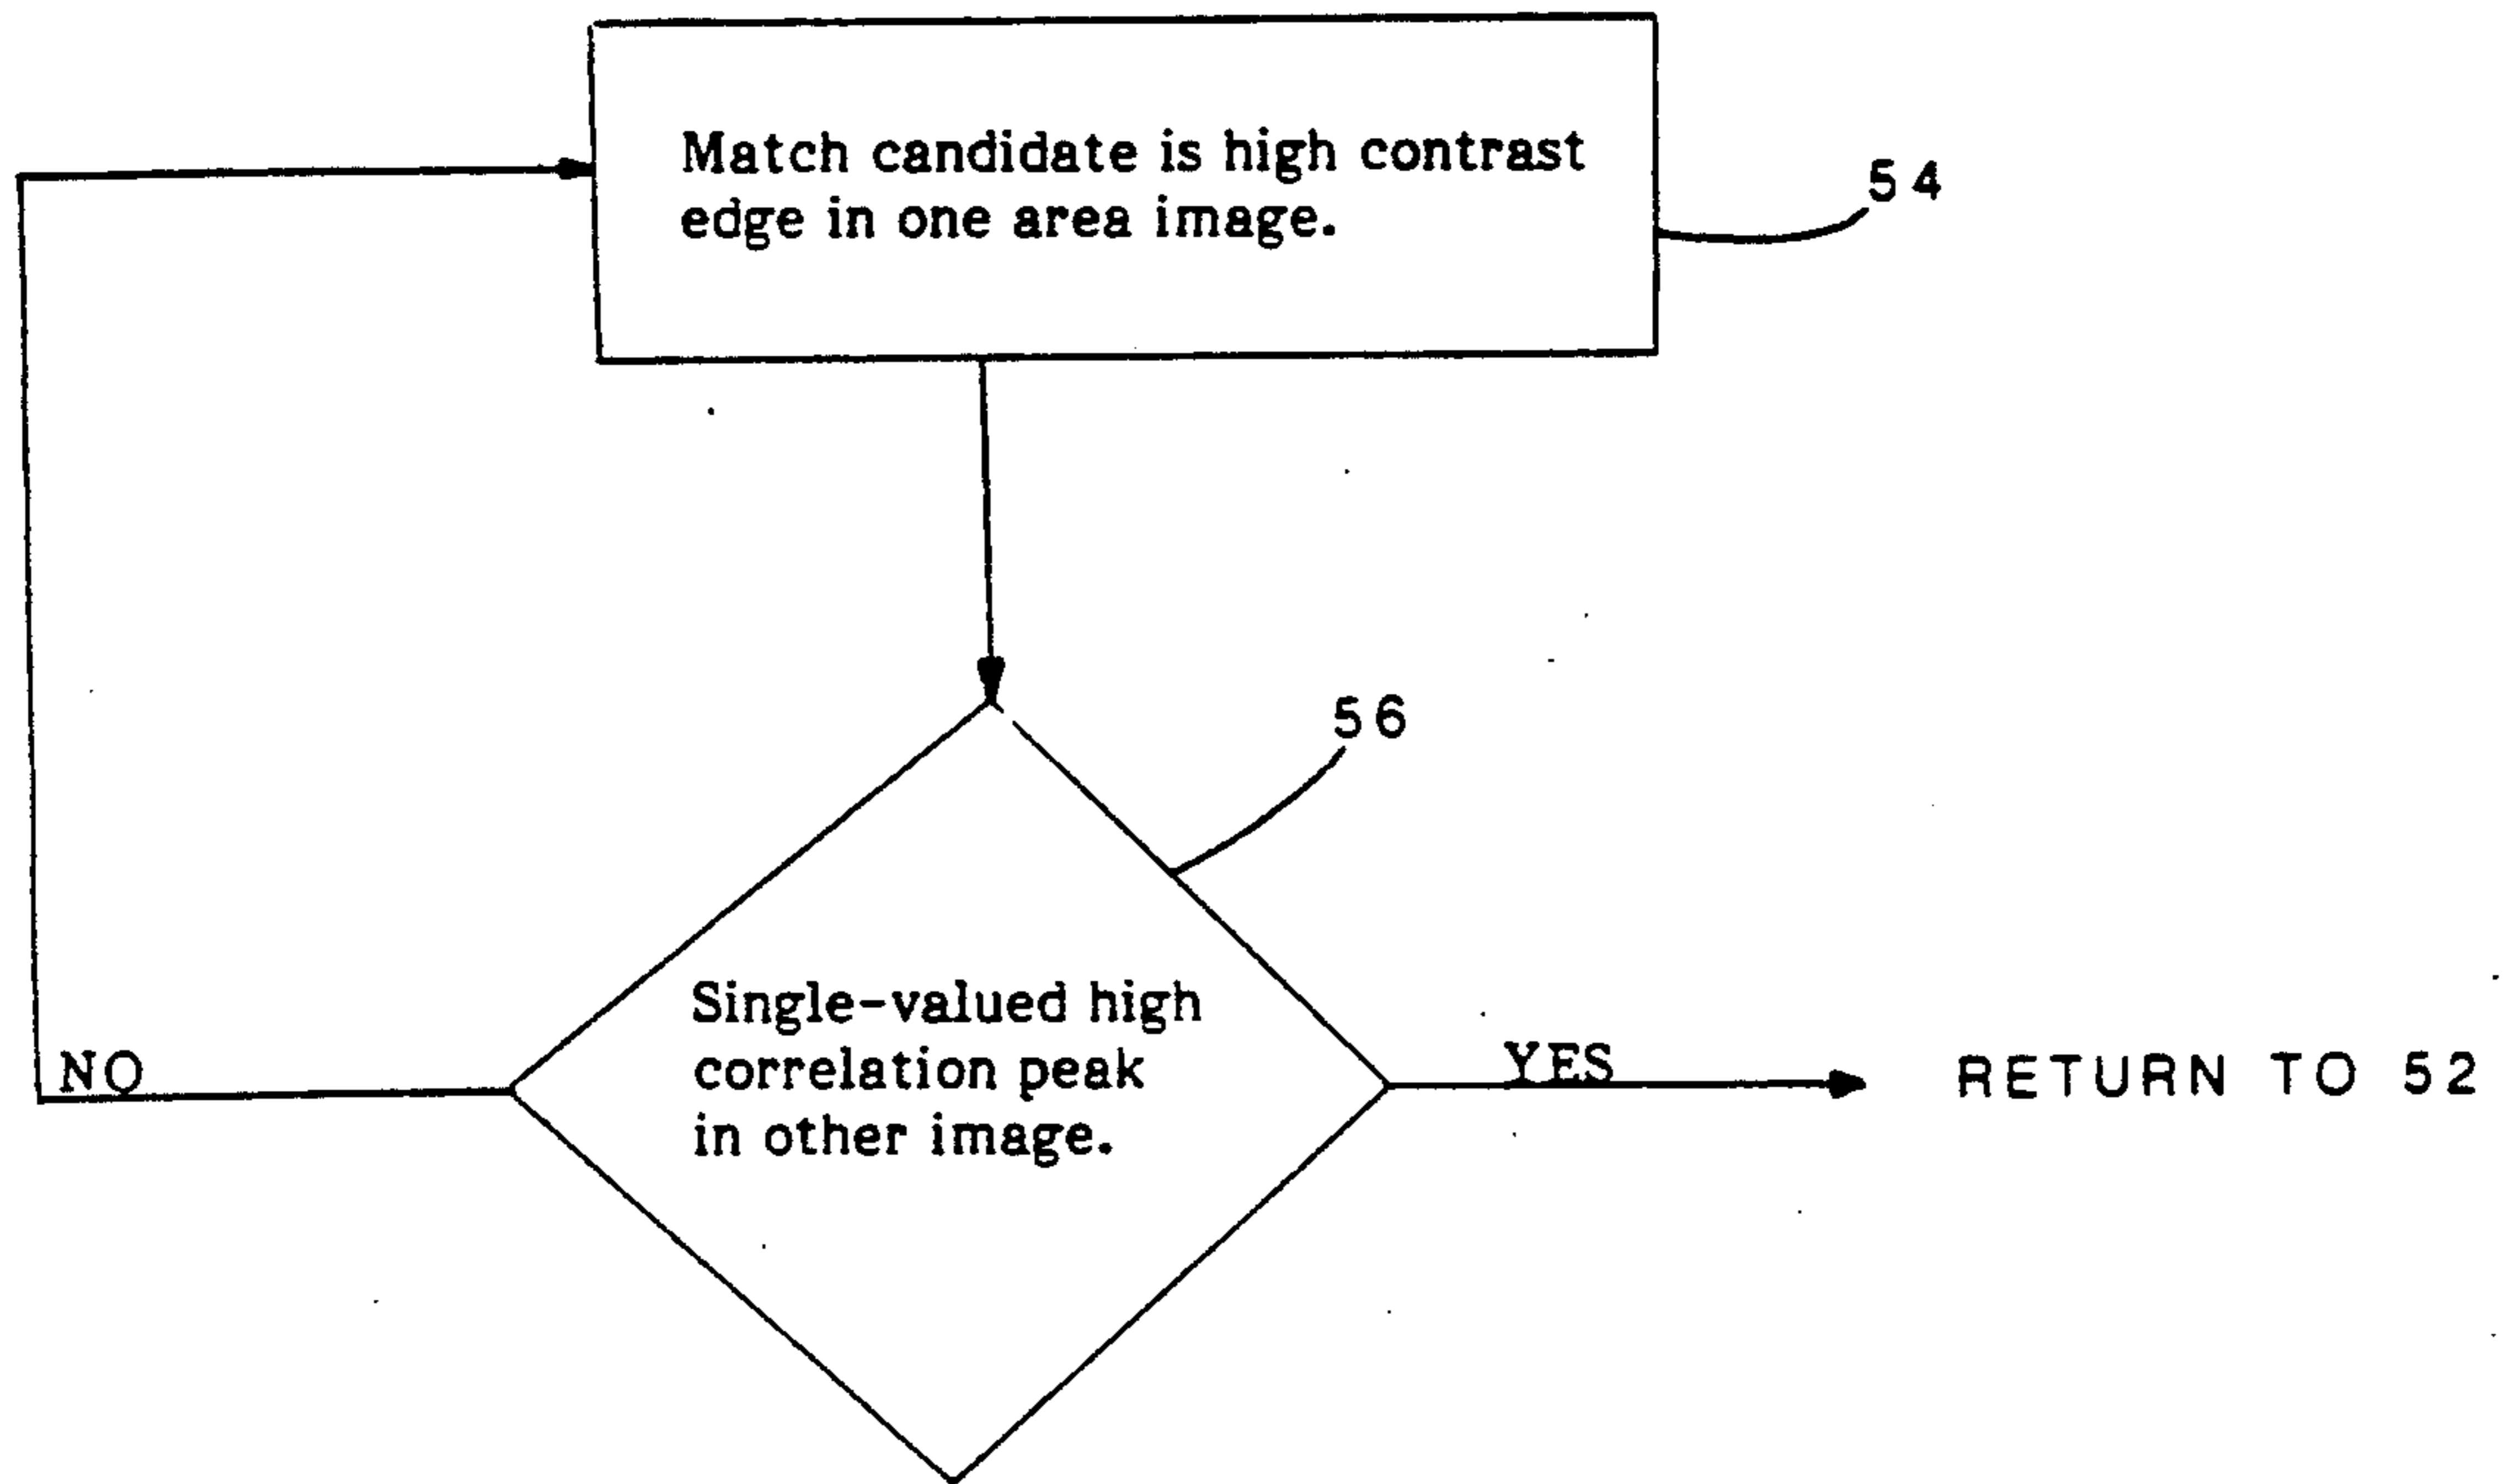 Match candidate is high contrast
edge in one area image.
54
56
Single-valued high
correlation peak
in other image.
NO
YES
RETURN TO 52